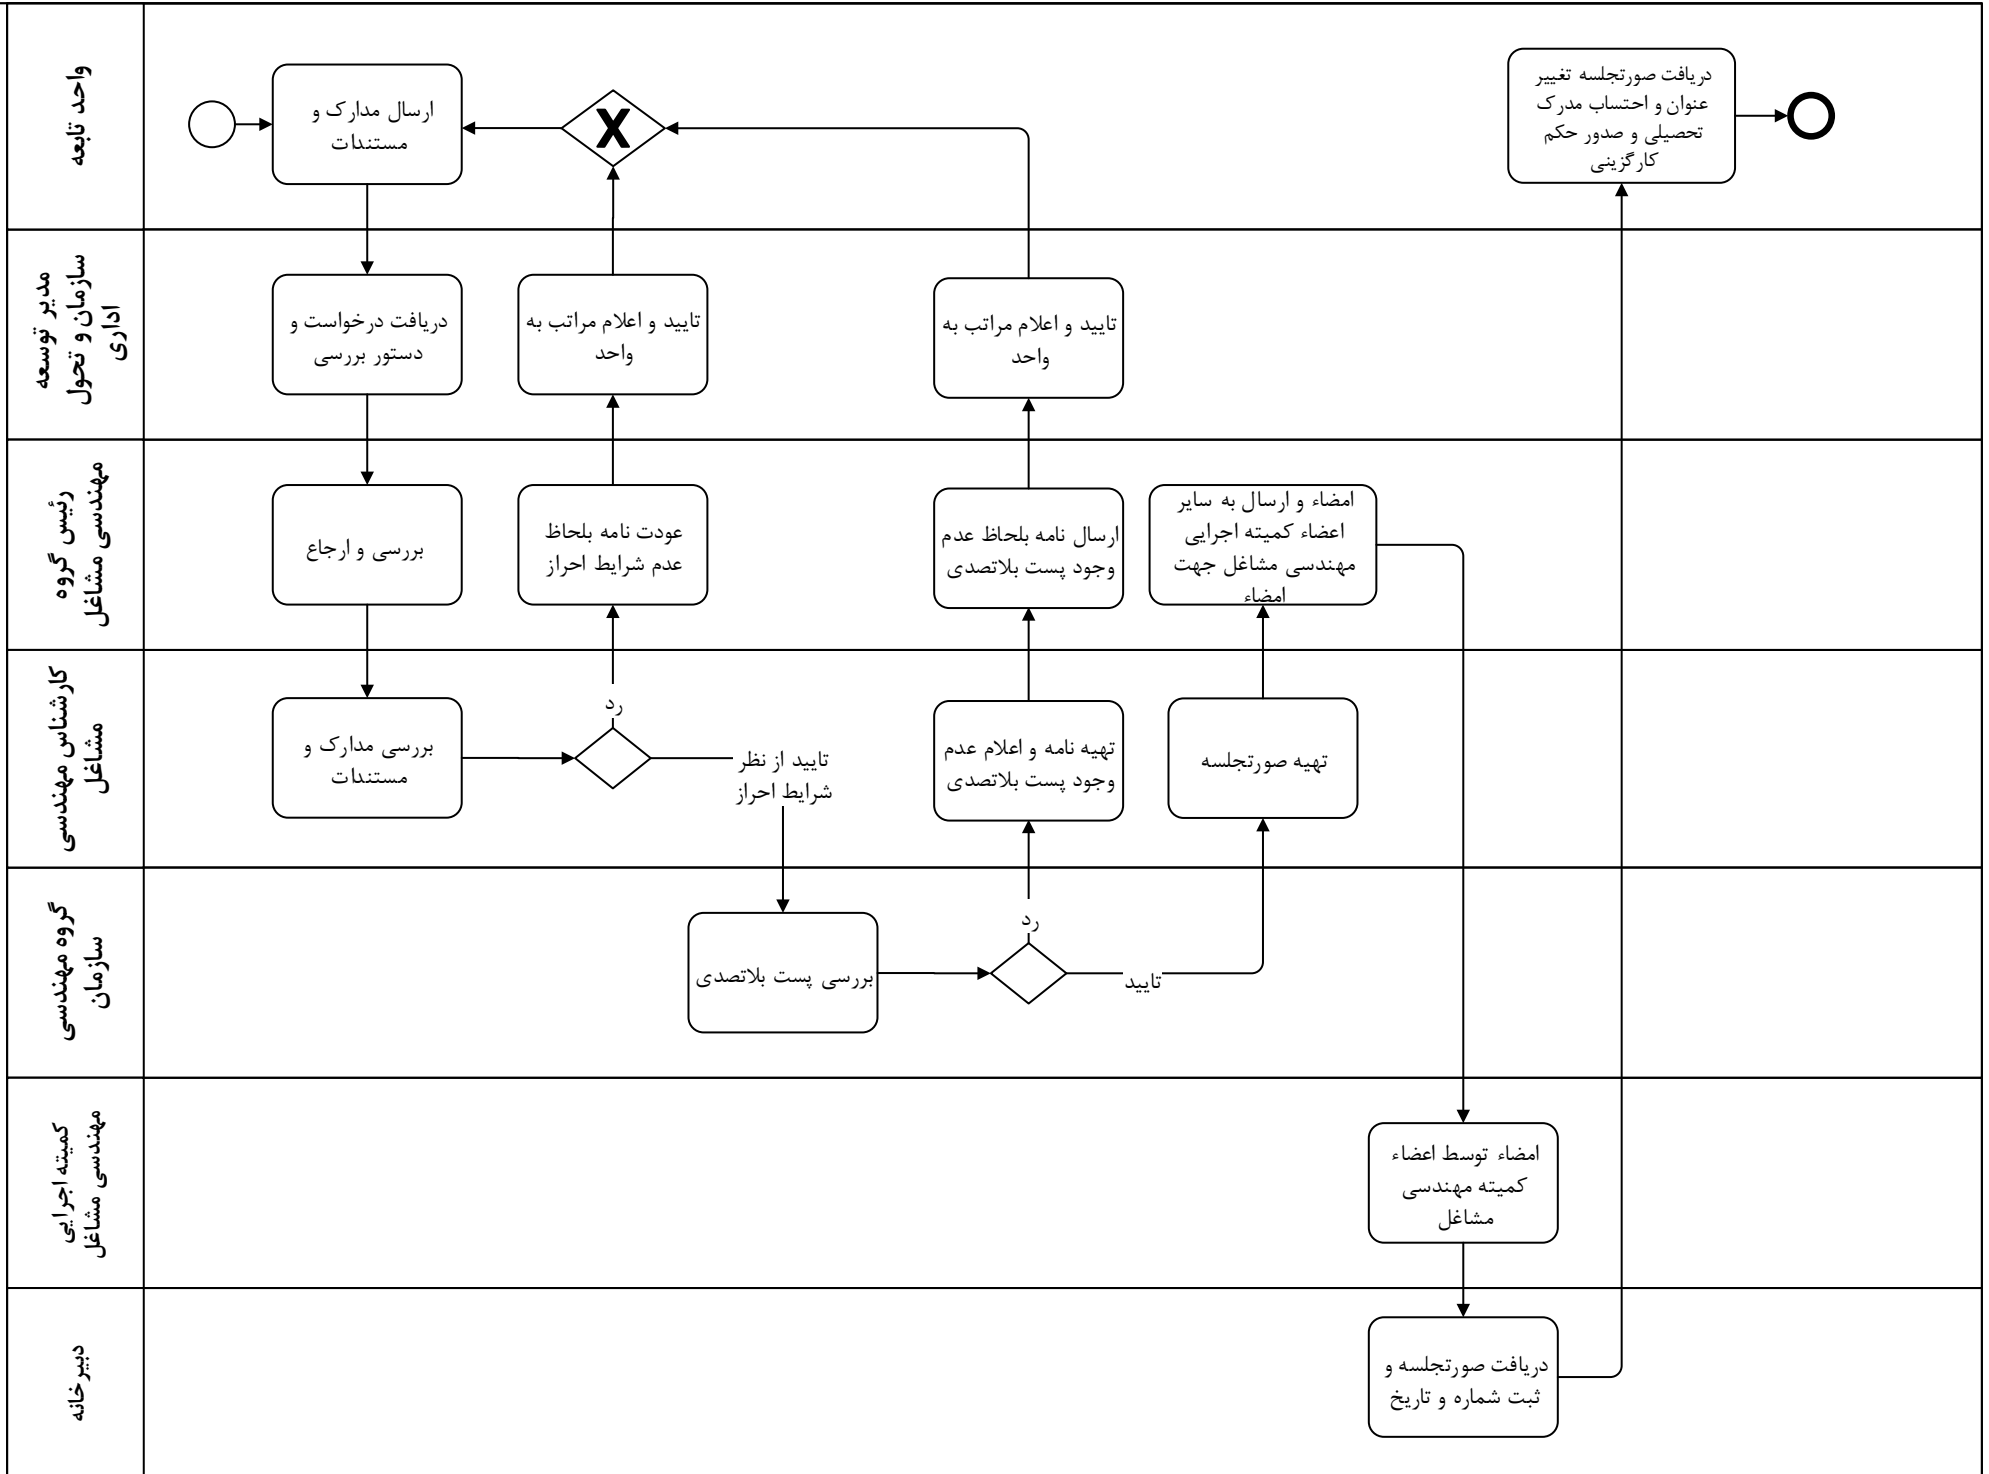 واحد تابعه
ارسال مدارک و
مستندات
X
دریافت صورتجلسه تغییر
عنوان و احتساب مدرک
تحصیلی و صدور حکم
کارگزینی
مدیر توسعه
سازمان و تحول
اداری
دریافت درخواست و
دستور بررسی
تایید و اعلام مراتب به
واحد
تایید و اعلام مراتب به
واحد
رئیس گروه
مهندسی مشاغل
بررسی و ارجاع
عودت نامه بلحاظ
عدم شرایط احراز
ارسال نامه بلحاظ عدم
وجود پست بلاتصدی
امضاء و ارسال به سایر
اعضاء کمیته اجرایی
مهندسی مشاغل جهت
امضاء
کارشناس مهندسی
مشاغل
بررسی مدارک و
مستندات
رد
تایید از نظر
شرایط احراز
تهیه نامه و اعلام عدم
وجود پست بلاتصدی
تهیه صورتجلسه
گروه مهندسی
سازمان
بررسی پست بلاتصدی
رد
تایید
کمیته اجرایی
مهندسی مشاغل
امضاء توسط اعضاء
کمیته مهندسی
مشاغل
دبیرخانه
دریافت صورتجلسه و
ثبت شماره و تاریخ